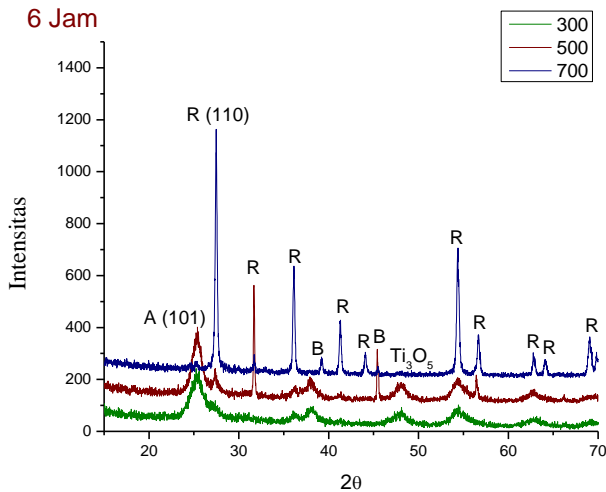 6 Jam
300
500
700
1400
1200
1000
800
600
400
200
0
Intensitas
R (110)
A (101)
R
R
B
R
R
B
Ti₃O₅
R
R
R
R
R
20
30
40
50
60
70
2θ